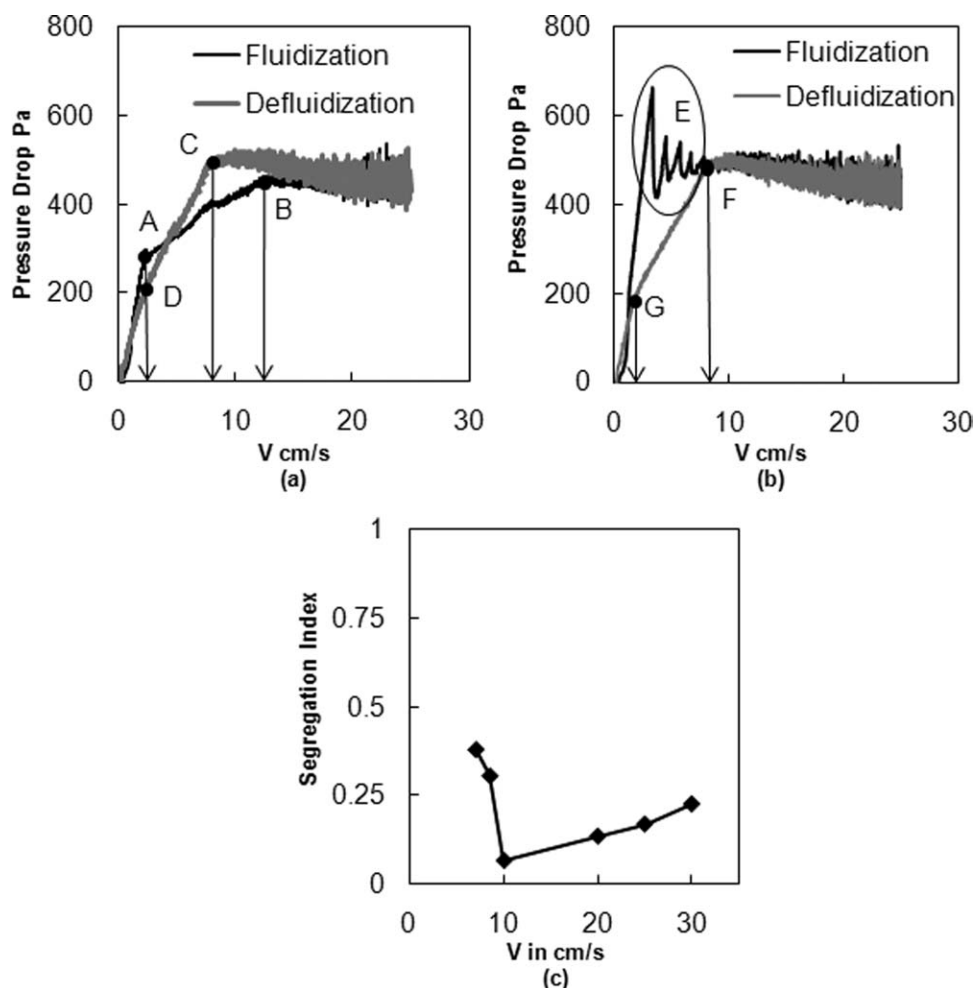 800
600
400
200
0
Pressure Drop Pa
Fluidization
Defluidization
C
A
B
D
0
10
20
30
V cm/s
(a)
800
600
400
200
0
Pressure Drop Pa
Fluidization
Defluidization
E
F
G
0
10
20
30
V cm/s
(b)
1
0.75
0.5
0.25
0
Segregation Index
0
10
20
30
V in cm/s
(c)